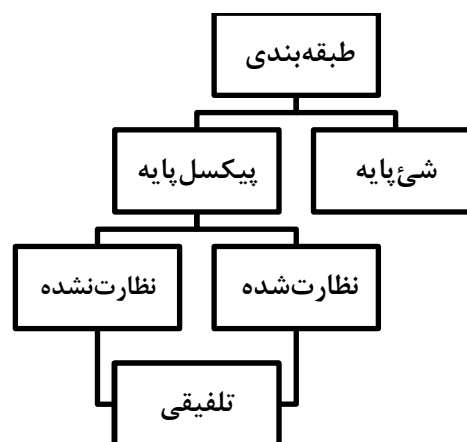 طبقه‌بندی
شئ‌پایه
پیکسل‌پایه
نظارت‌شده
نظارت‌نشده
تلفیقی